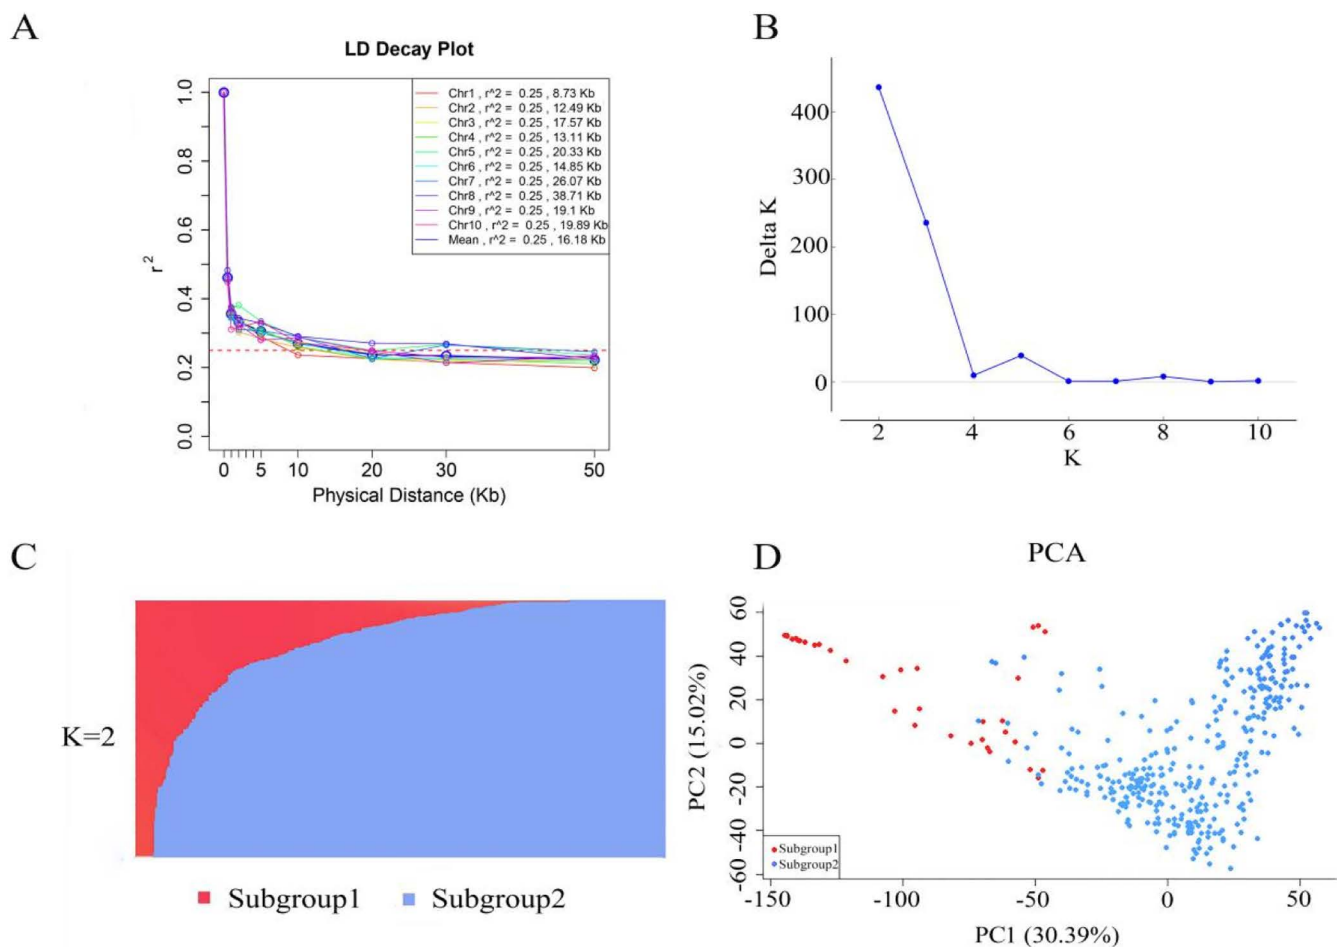 A
LD Decay Plot
Chr1 , r^2 = 0.25 , 8.73 Kb
Chr2 , r^2 = 0.25 , 12.49 Kb
Chr3 , r^2 = 0.25 , 17.57 Kb
Chr4 , r^2 = 0.25 , 13.11 Kb
Chr5 , r^2 = 0.25 , 20.33 Kb
Chr6 , r^2 = 0.25 , 14.85 Kb
Chr7 , r^2 = 0.25 , 26.07 Kb
Chr8 , r^2 = 0.25 , 38.71 Kb
Chr9 , r^2 = 0.25 , 19.1 Kb
Chr10 , r^2 = 0.25 , 19.89 Kb
Mean , r^2 = 0.25 , 16.18 Kb
r²
1.0
0.8
0.6
0.4
0.2
0.0
0 5 10 20 30 50
Physical Distance (Kb)
B
Delta K
400
300
200
100
0
2 4 6 8 10
K
C
K=2
Subgroup1 Subgroup2
D
PCA
PC2 (15.02%)
60
40
20
0
-20
-40
-60
Subgroup1
Subgroup2
-150 -100 -50 0 50
PC1 (30.39%)